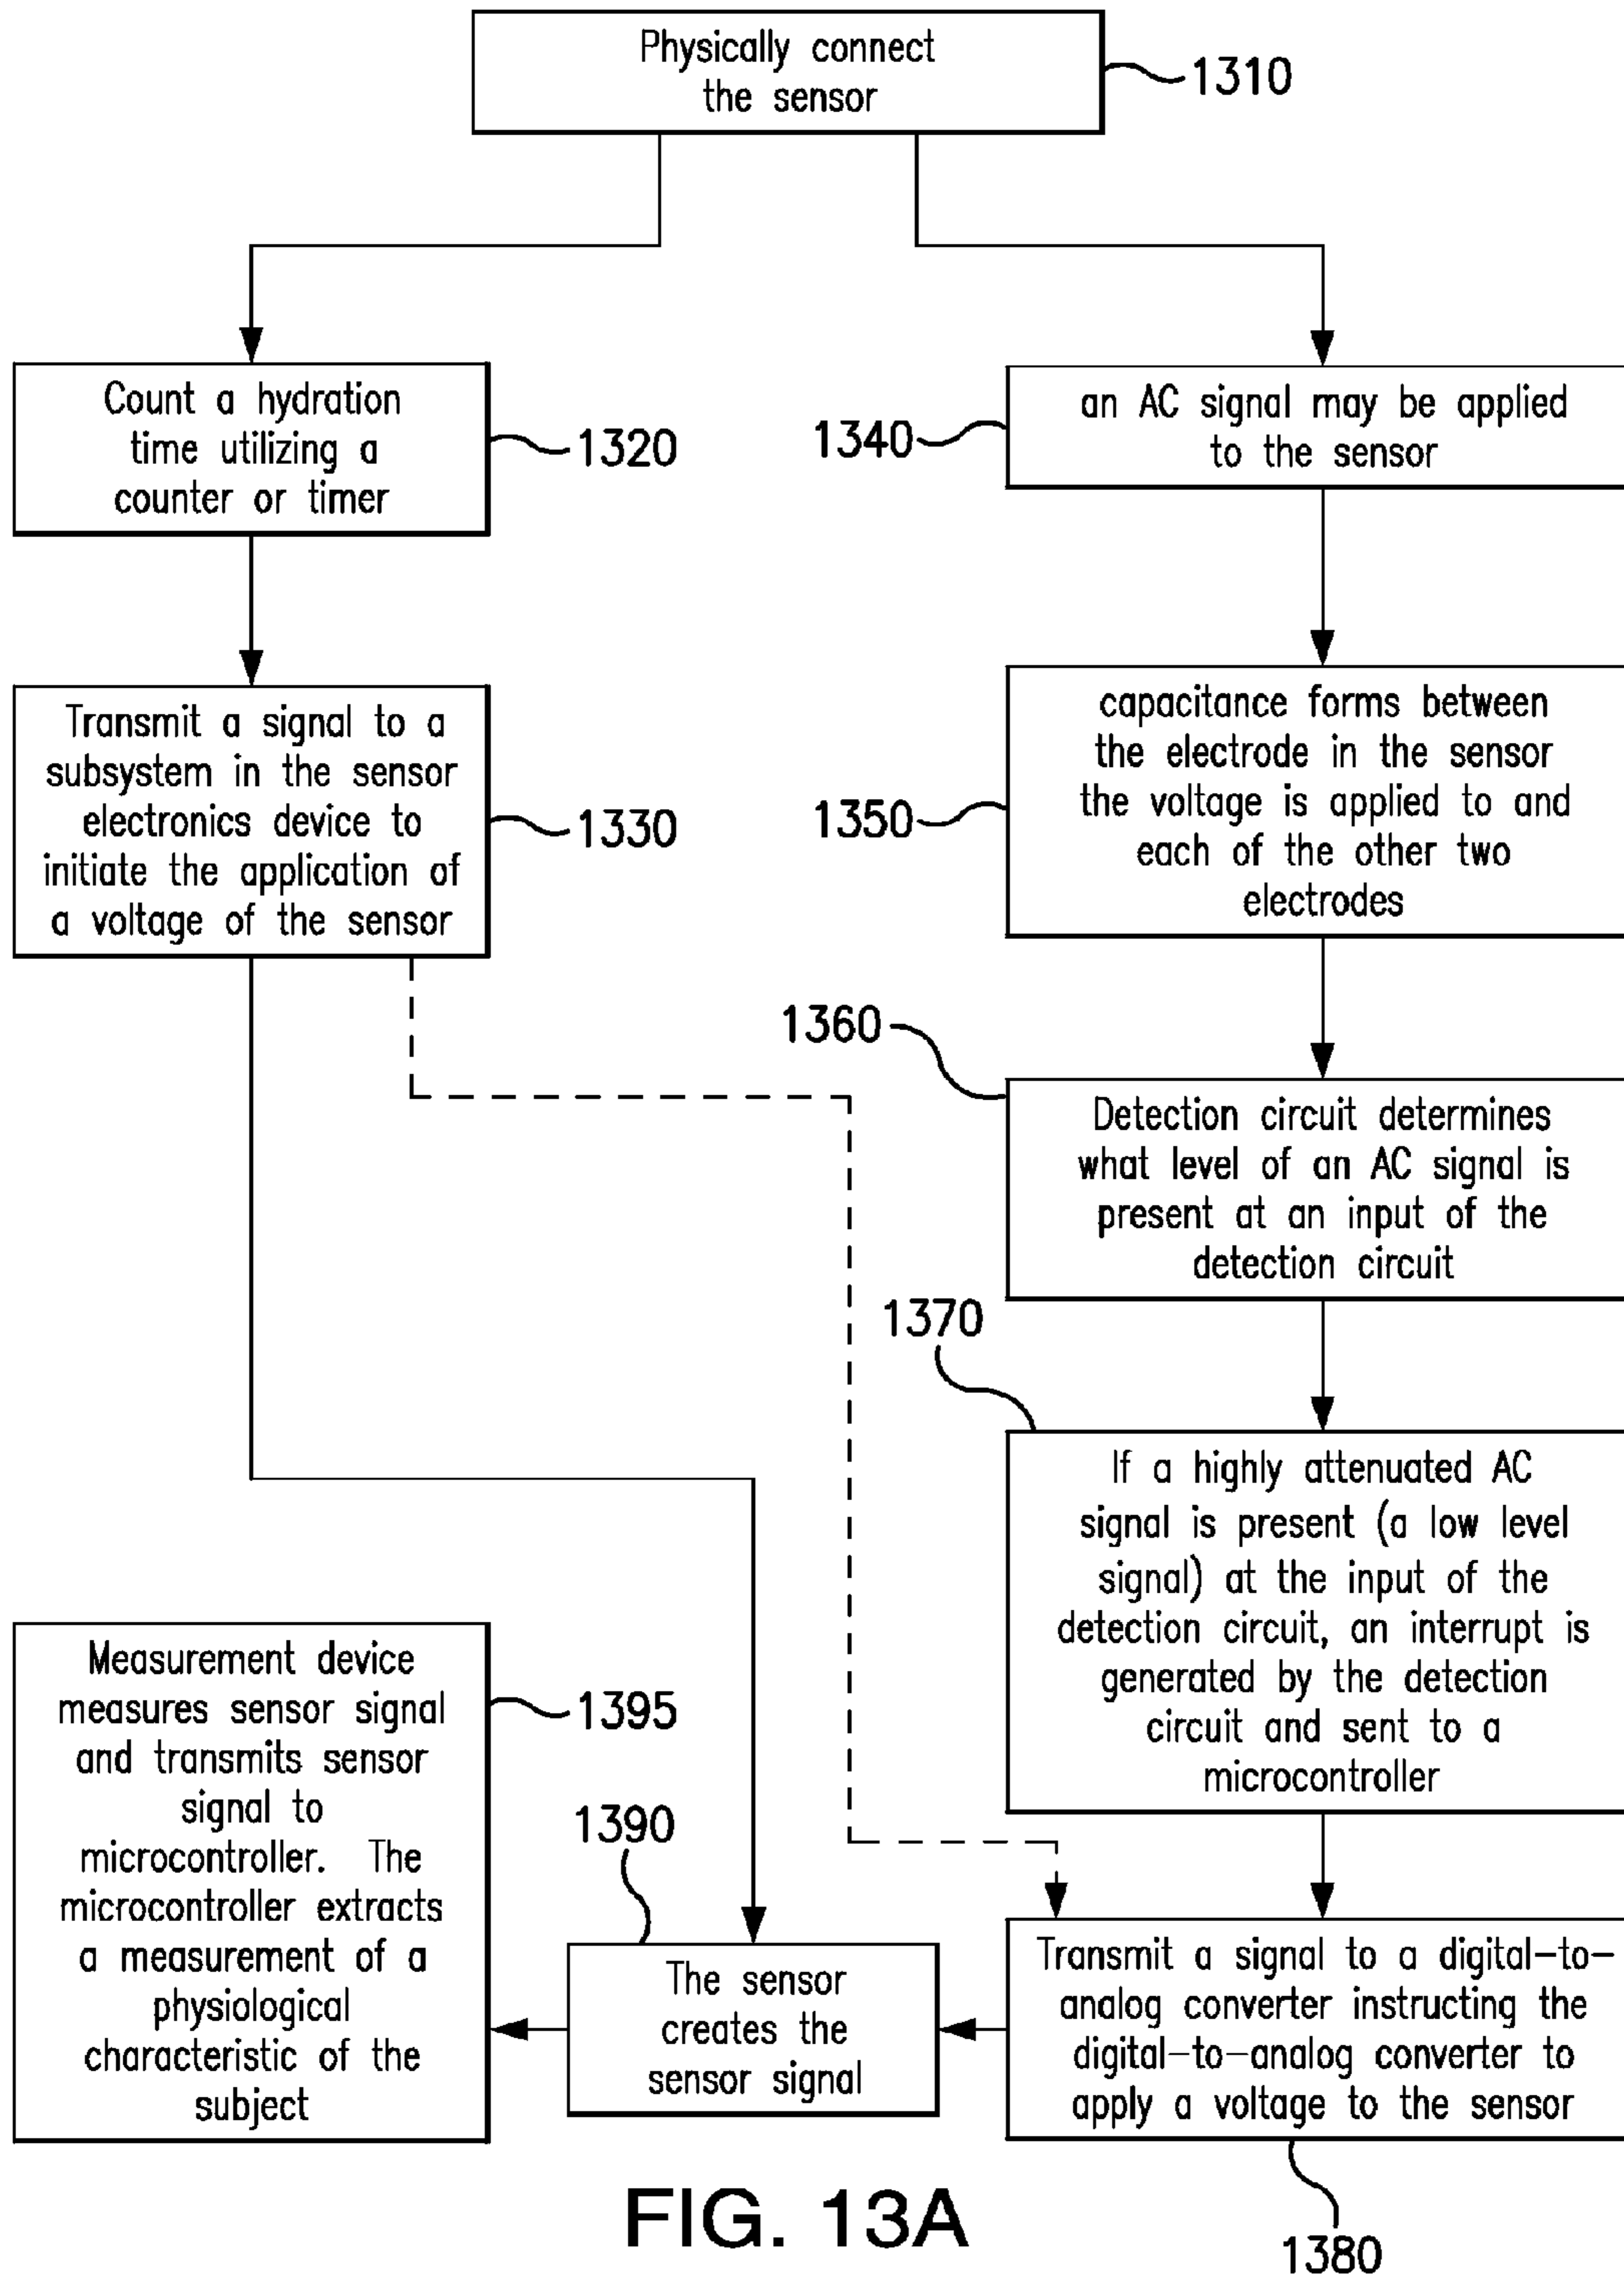 Physically connect
the sensor
1310
Count a hydration
time utilizing a
counter or timer
1320
1340
an AC signal may be applied
to the sensor
Transmit a signal to a
subsystem in the sensor
electronics device to
initiate the application of
a voltage of the sensor
1330
1350
capacitance forms between
the electrode in the sensor
the voltage is applied to and
each of the other two
electrodes
1360
Detection circuit determines
what level of an AC signal is
present at an input of the
detection circuit
1370
If a highly attenuated AC
signal is present (a low level
signal) at the input of the
detection circuit, an interrupt is
generated by the detection
circuit and sent to a
microcontroller
Measurement device
measures sensor signal
and transmits sensor
signal to
microcontroller. The
microcontroller extracts
a measurement of a
physiological
characteristic of the
subject
1395
1390
The sensor
creates the
sensor signal
Transmit a signal to a digital-to-
analog converter instructing the
digital-to-analog converter to
apply a voltage to the sensor
1380
FIG. 13A